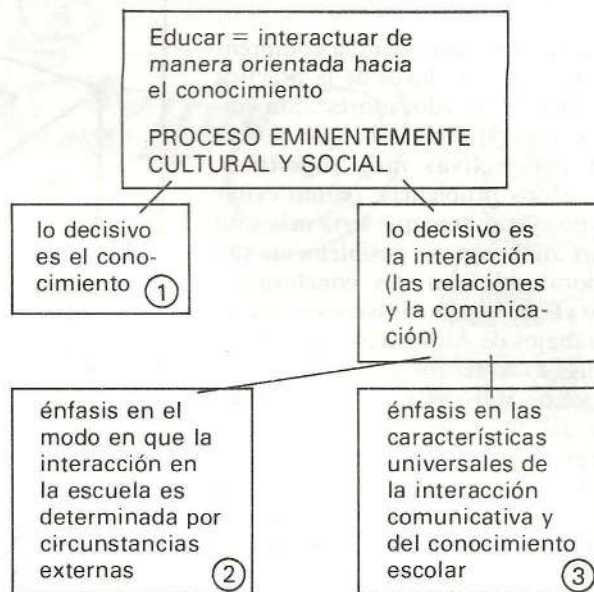 Educar = interactuar de
manera orientada hacia
el conocimiento
PROCESO EMINENTEMENTE
CULTURAL Y SOCIAL
lo decisivo
es el cono-
cimiento 1
lo decisivo es
la interacción
(las relaciones
y la comunica-
ción)
énfasis en el
modo en que la
interacción en
la escuela es
determinada por
circunstancias
externas 2
énfasis en las
características
universales de
la interacción
comunicativa y
del conocimiento
escolar 3